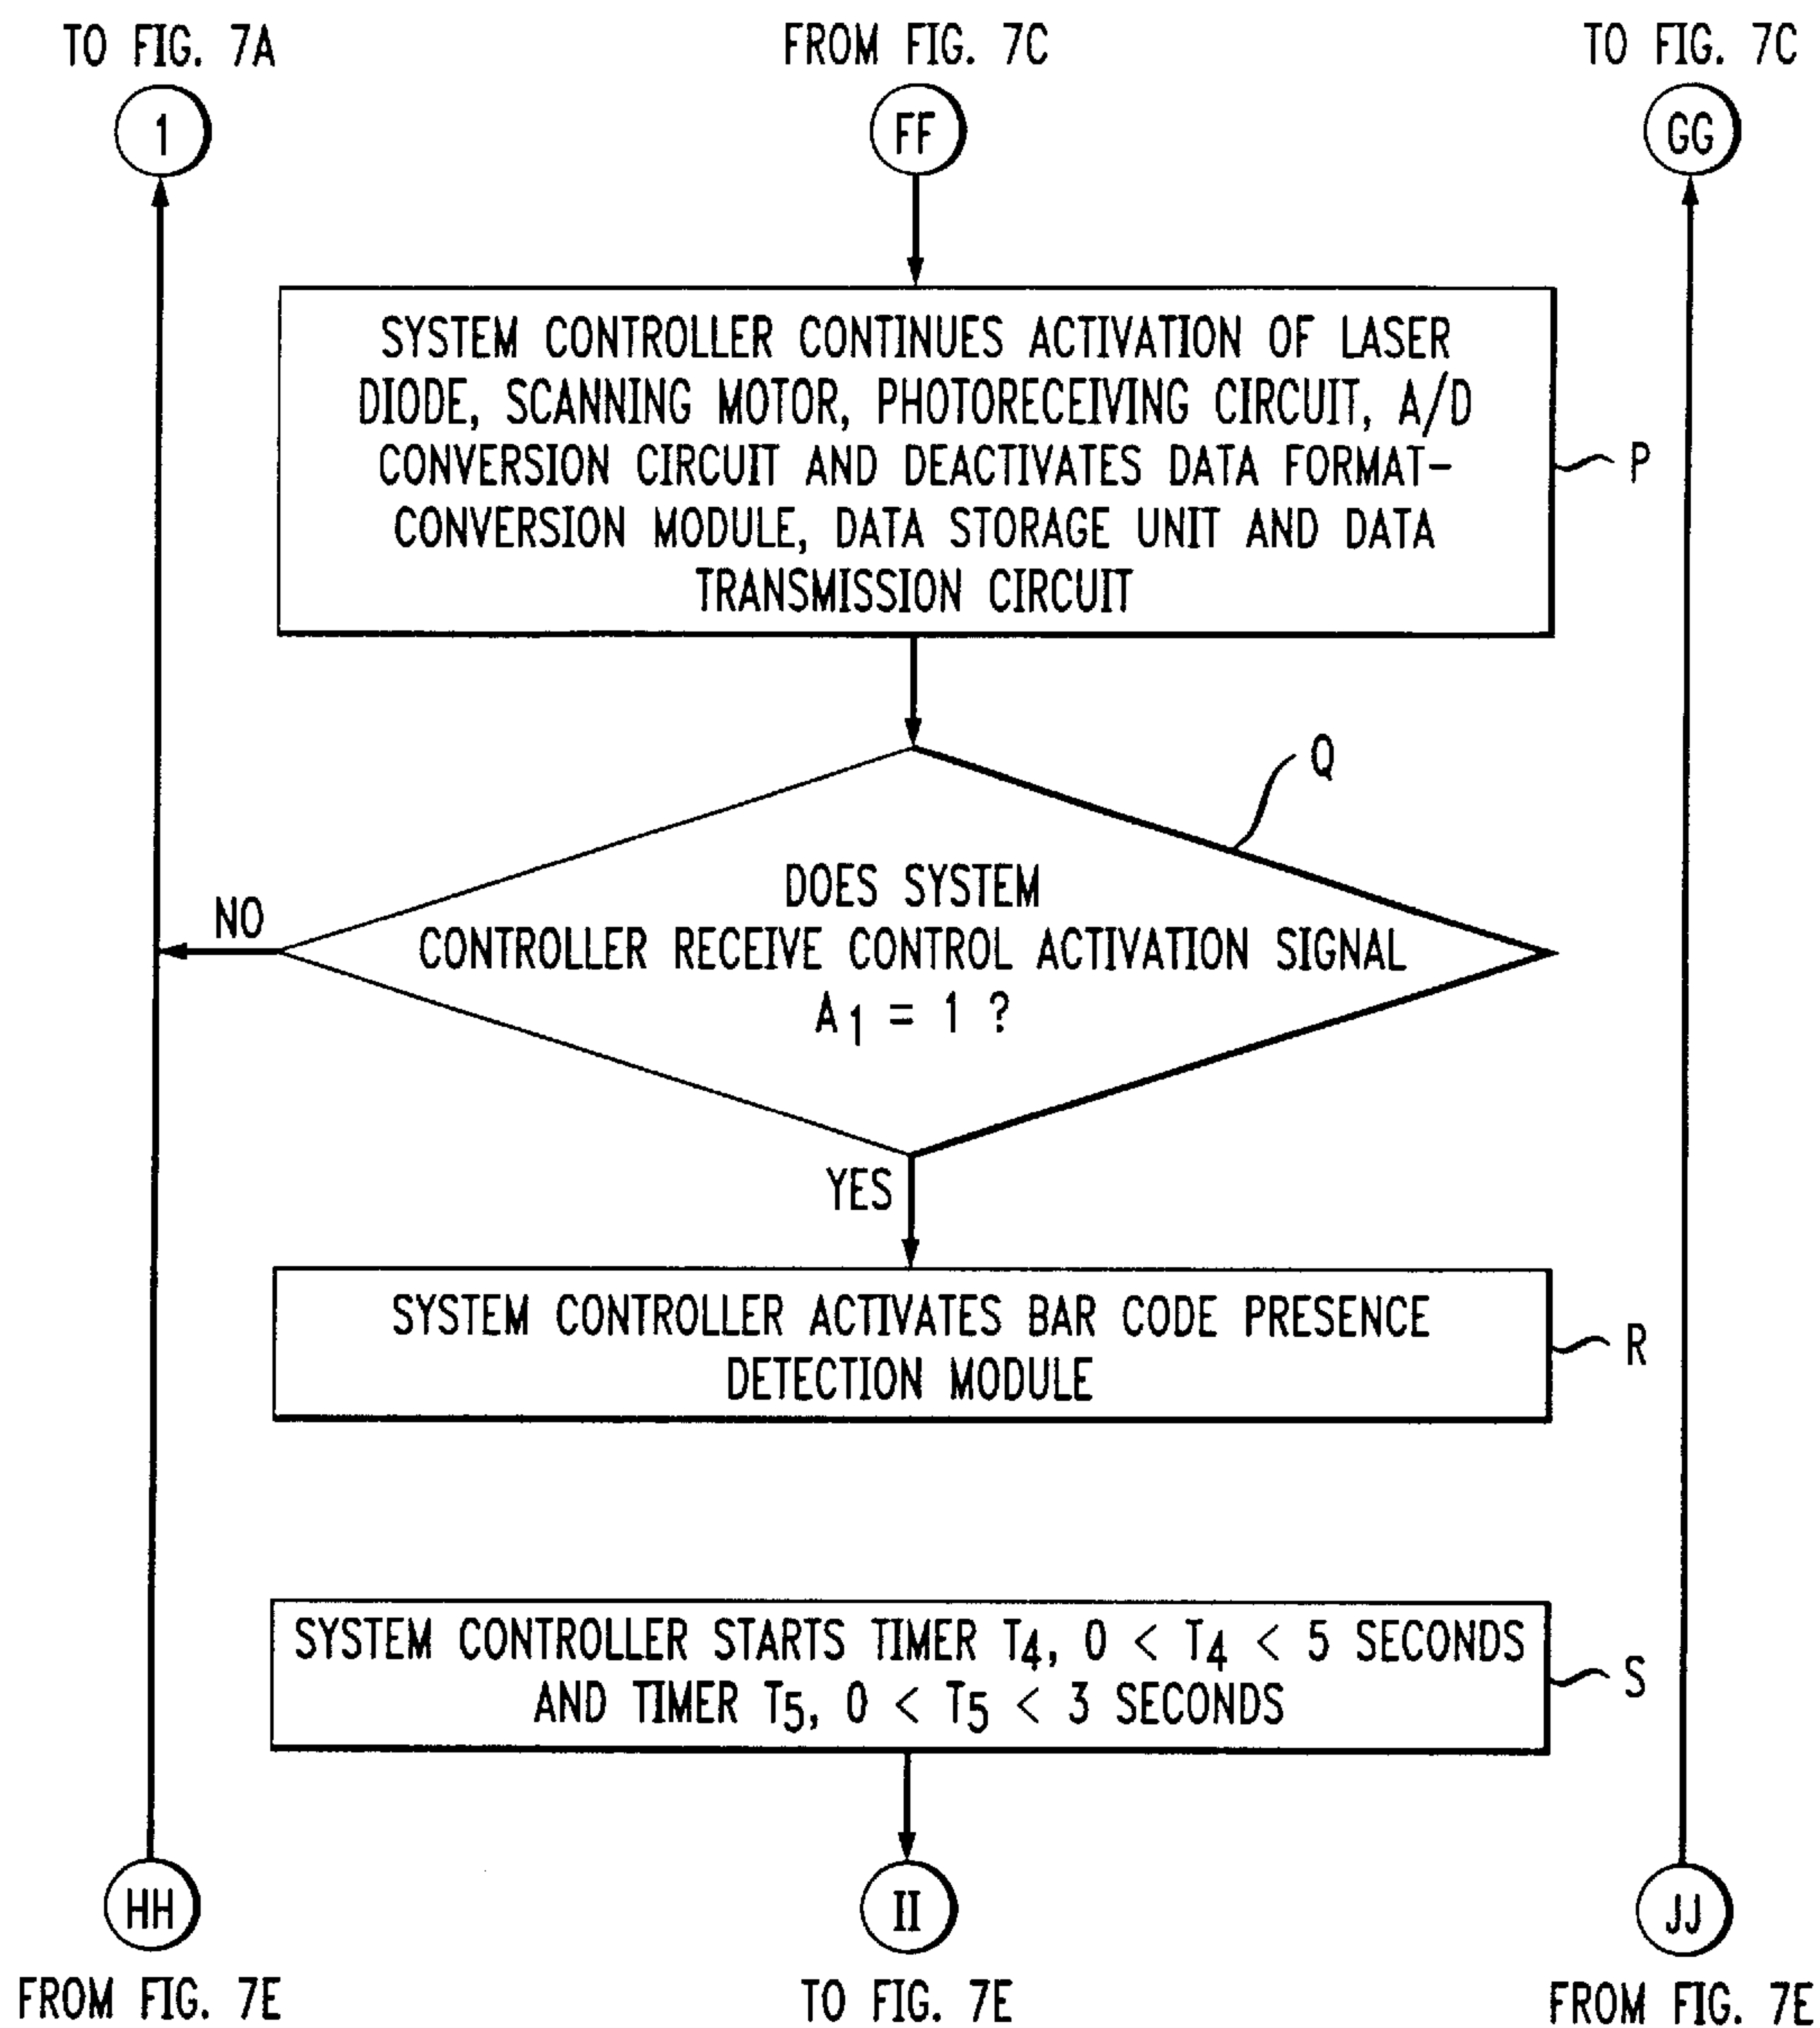 TO FIG. 7A
FROM FIG. 7C
TO FIG. 7C
1
FF
GG
SYSTEM CONTROLLER CONTINUES ACTIVATION OF LASER
DIODE, SCANNING MOTOR, PHOTORECEIVING CIRCUIT, A/D
CONVERSION CIRCUIT AND DEACTIVATES DATA FORMAT-
CONVERSION MODULE, DATA STORAGE UNIT AND DATA
TRANSMISSION CIRCUIT
P
Q
DOES SYSTEM
CONTROLLER RECEIVE CONTROL ACTIVATION SIGNAL
A1 = 1 ?
NO
YES
SYSTEM CONTROLLER ACTIVATES BAR CODE PRESENCE
DETECTION MODULE
R
SYSTEM CONTROLLER STARTS TIMER T4, 0 < T4 < 5 SECONDS
AND TIMER T5, 0 < T5 < 3 SECONDS
S
HH
II
JJ
FROM FIG. 7E
TO FIG. 7E
FROM FIG. 7E